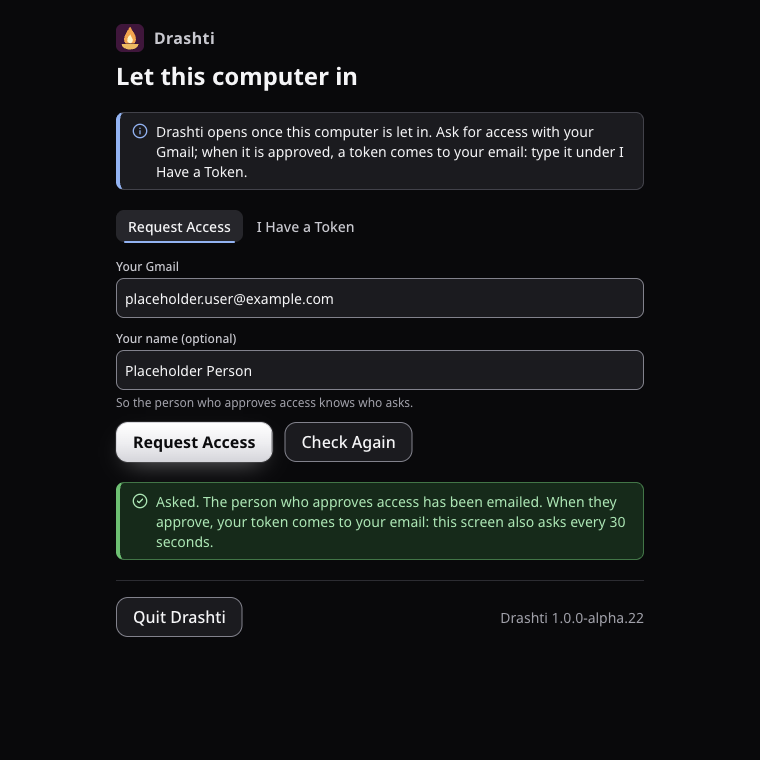 Drashti
Let this computer in
Drashti opens once this computer is let in. Ask for access with your
Gmail; when it is approved, a token comes to your email: type it under I
Have a Token.
Request Access
I Have a Token
Your Gmail
placeholder.user@example.com
Your name (optional)
Placeholder Person
So the person who approves access knows who asks.
Request Access
Check Again
Asked. The person who approves access has been emailed. When they
approve, your token comes to your email: this screen also asks every 30
seconds.
Quit Drashti
Drashti 1.0.0-alpha.22